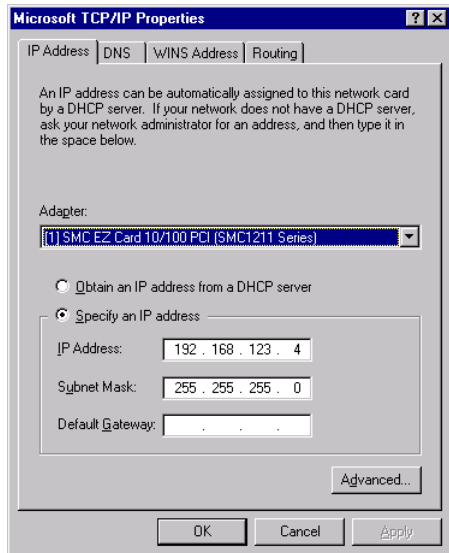 Microsoft TCP/IP Properties
IP Address DNS WINS Address Routing
An IP address can be automatically assigned to this network card
by a DHCP server. If your network does not have a DHCP server,
ask your network administrator for an address, and then type it in
the space below.
Adapter:
[1] SMC EZ Card 10/100 PCI (SMC1211 Series)
Obtain an IP address from a DHCP server
Specify an IP address
IP Address: 192 . 168 . 123 . 4
Subnet Mask: 255 . 255 . 255 . 0
Default Gateway: . . .
Advanced...
OK Cancel Apply